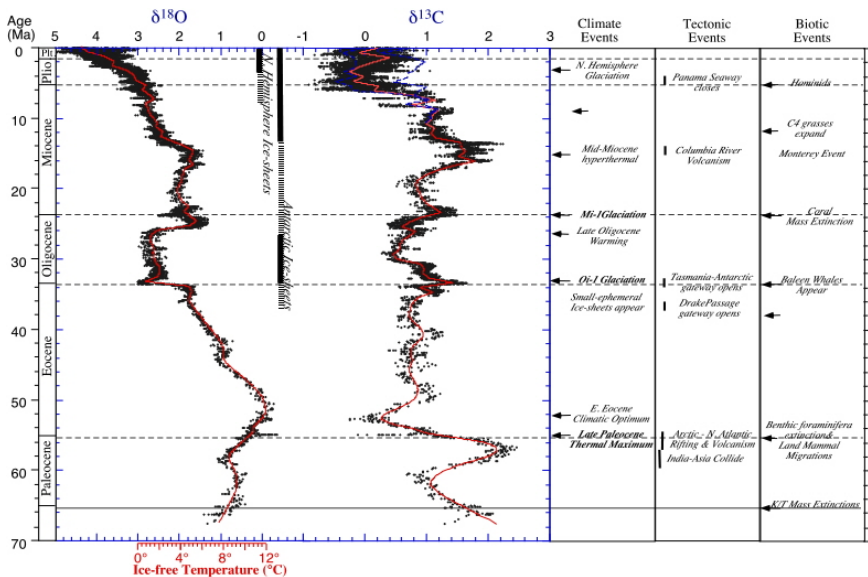 Age
(Ma)
δ18O
δ13C
Climate
Events
Tectonic
Events
Biotic
Events
5
4
3
2
1
0
-1
0
1
2
3
0
10
20
30
40
50
60
70
Plt
Plio
Miocene
Oligocene
Eocene
Paleocene
N. Hemisphere Ice-sheets
Antarctic Ice-sheets
N. Hemisphere
Glaciation
Mid-Miocene
hyperthermal
Mi-1Glaciation
Late Oligocene
Warming
Oi-1 Glaciation
Small-ephemeral
Ice-sheets appear
E. Eocene
Climatic Optimum
Late Paleocene
Thermal Maximum
Panama Seaway
closes
Columbia River
Volcanism
Tasmania-Antarctic
gateway opens
DrakePassage
gateway opens
Arctic - N. Atlantic
Rifting & Volcanism
India-Asia Collide
Hominids
C4 grasses
expand
Monterey Event
Coral
Mass Extinction
Baleen Whales
Appear
Benthic foraminifera
extinction&
Land Mammal
Migrations
K/T Mass Extinctions
0° 4° 8° 12°
Ice-free Temperature (°C)